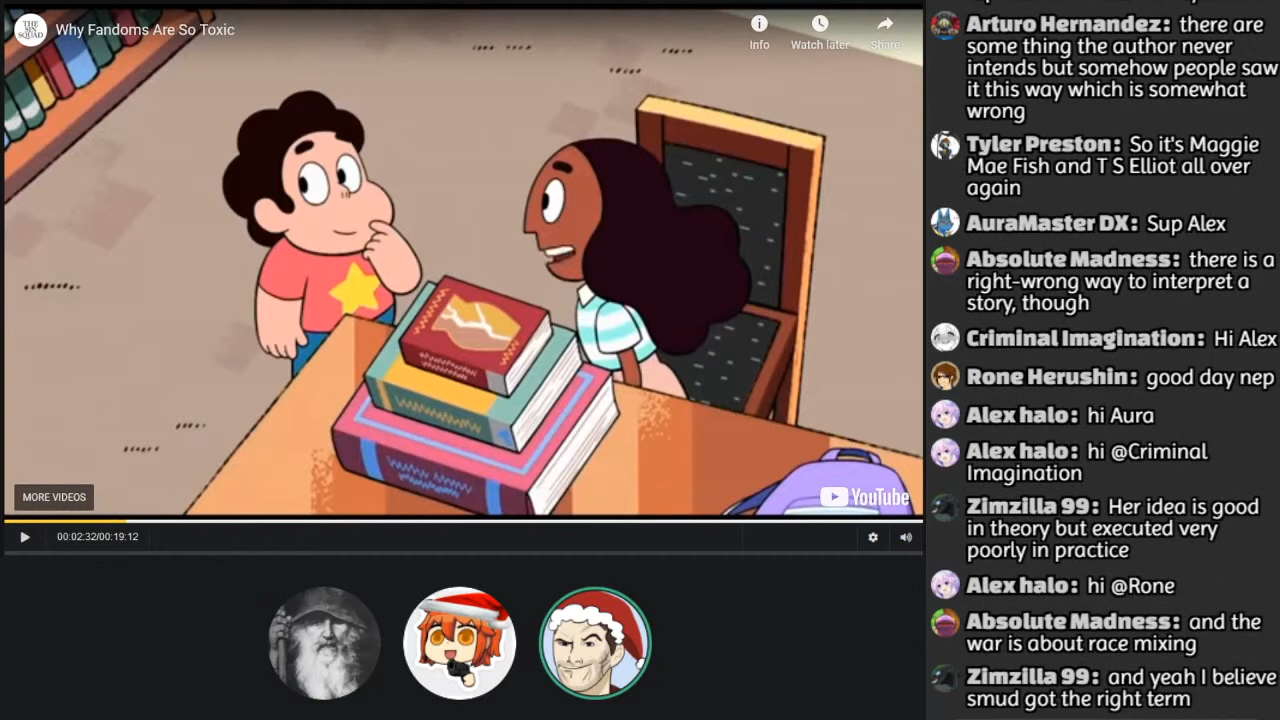 THE
SIN
SQUAD
Why Fandoms Are So Toxic
Info
Watch later
Share
MORE VIDEOS
YouTube
00:02:32/00:19:12
Arturo Hernandez: there are
some thing the author never
intends but somehow people saw
it this way which is somewhat
wrong
Tyler Preston: So it's Maggie
Mae Fish and T S Elliot all over
again
AuraMaster DX: Sup Alex
Absolute Madness: there is a
right-wrong way to interpret a
story, though
Criminal Imagination: Hi Alex
Rone Herushin: good day nep
Alex halo: hi Aura
Alex halo: hi @Criminal
Imagination
Zimzilla 99: Her idea is good
in theory but executed very
poorly in practice
Alex halo: hi @Rone
Absolute Madness: and the
war is about race mixing
Zimzilla 99: and yeah I believe
smud got the right term